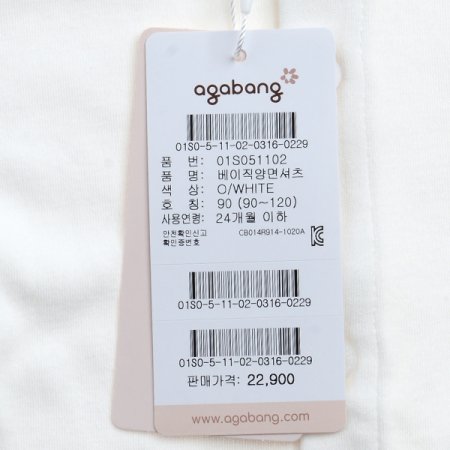 agabang
01S0-5-11-02-0316-0229
품 번: 01S051102
품 명: 베이직양면셔츠
색 상: O/WHITE
호 칭: 90 (90~120)
사용연령: 24개월 이하
안전확인신고
확인증번호 CB014R914-1020A
01S0-5-11-02-0316-0229
01S0-5-11-02-0316-0229
판매가격: 22,900
www.agabang.com